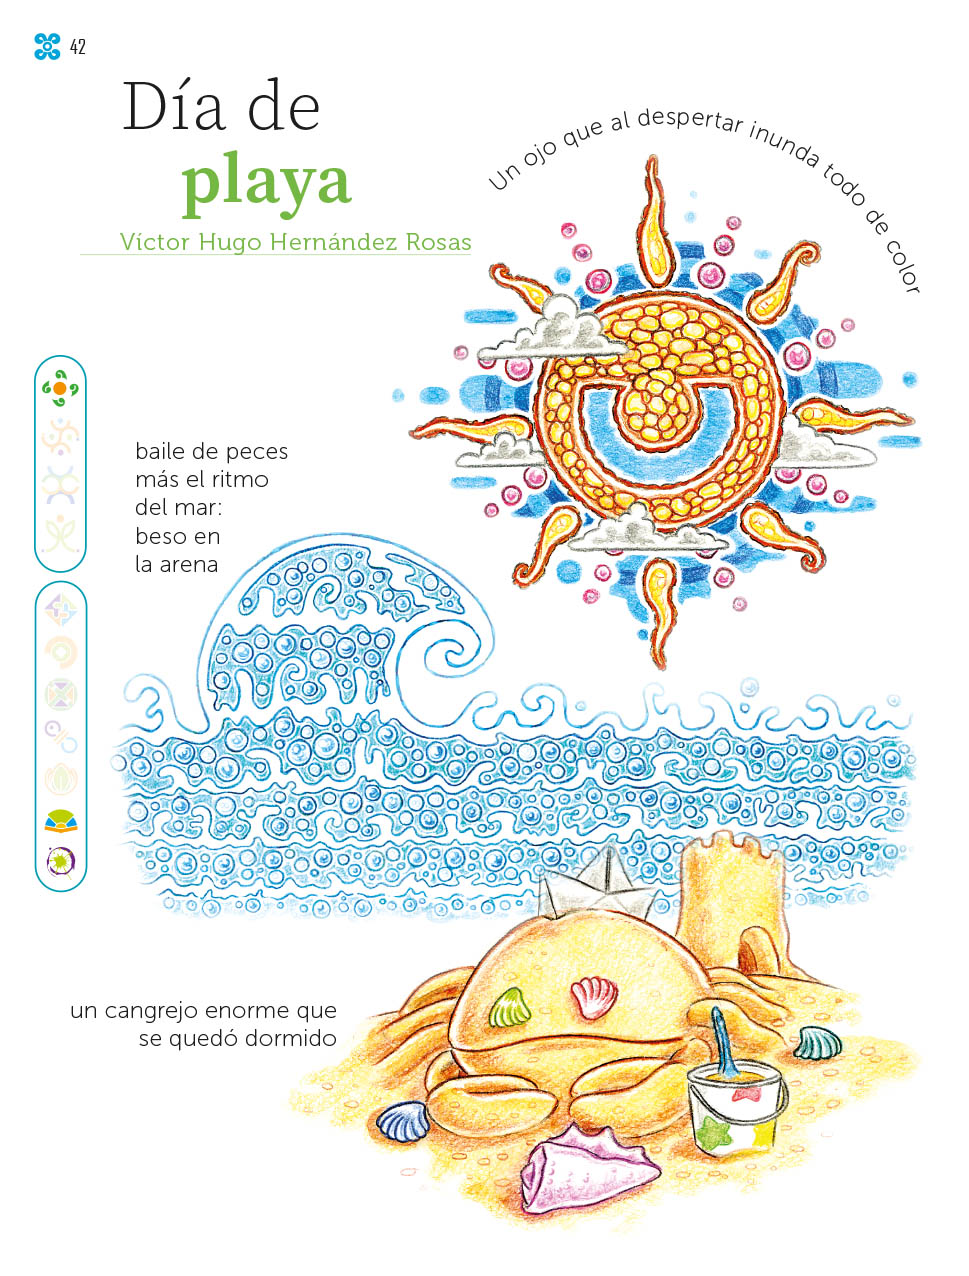 42
Día de
playa
Víctor Hugo Hernández Rosas
Un ojo que al despertar inunda todo de color
baile de peces
más el ritmo
del mar:
beso en
la arena
un cangrejo enorme que
se quedó dormido